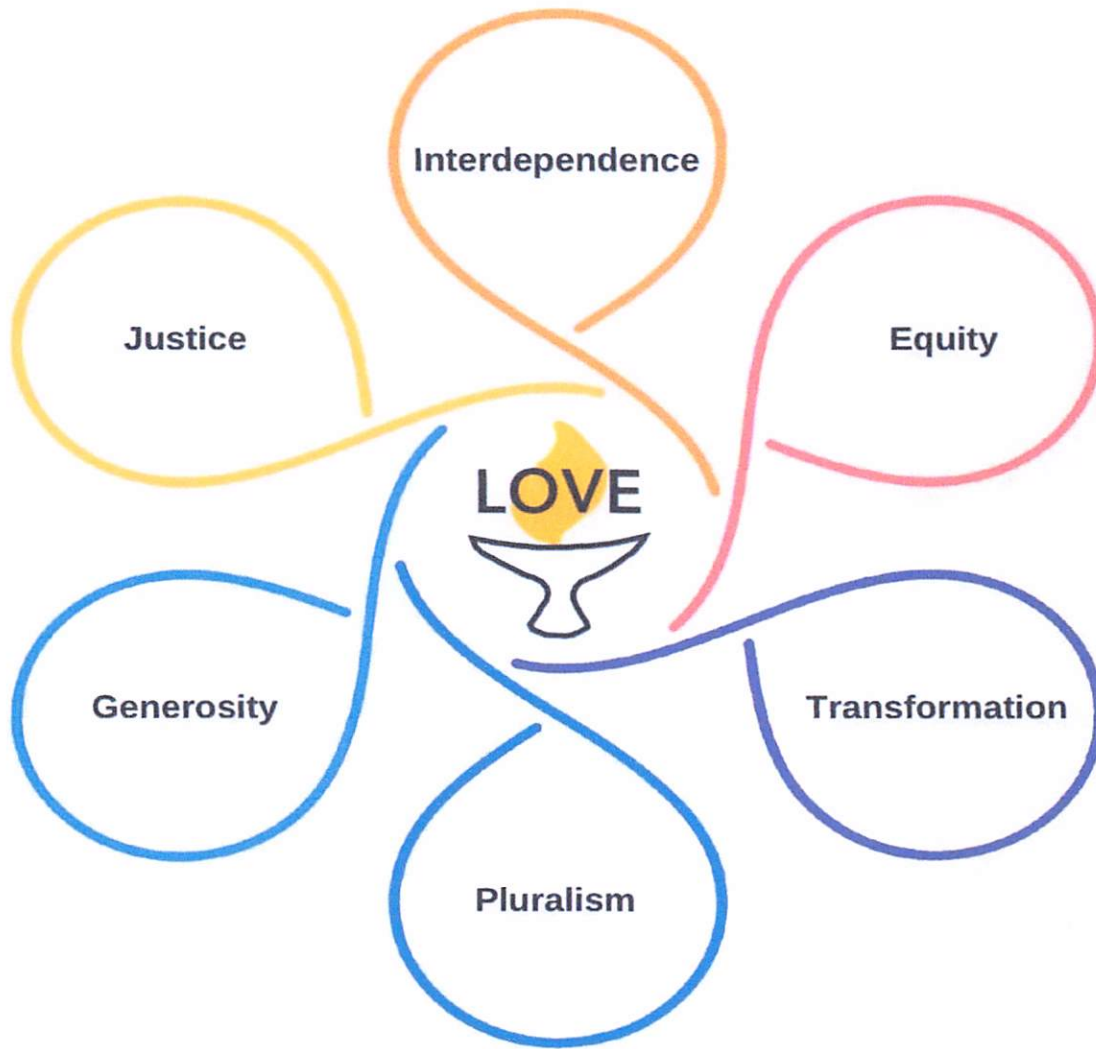 Interdependence
Justice
Equity
LOVE
Generosity
Transformation
Pluralism